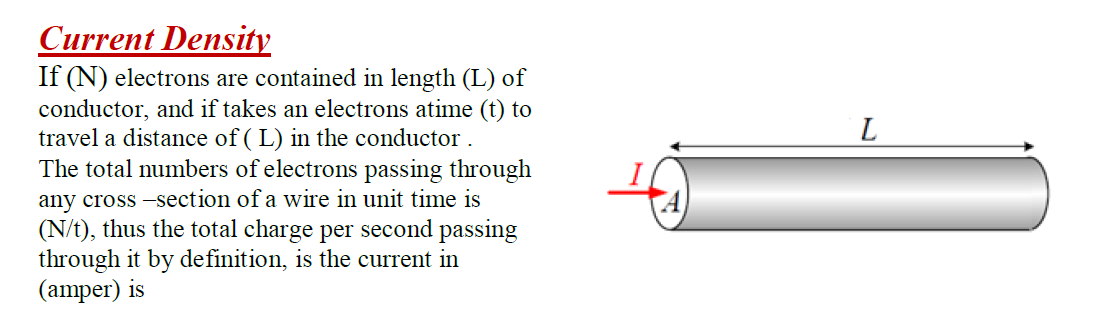 Current Density
If (N) electrons are contained in length (L) of
conductor, and if takes an electrons atime (t) to
travel a distance of ( L) in the conductor .
The total numbers of electrons passing through
any cross –section of a wire in unit time is
(N/t), thus the total charge per second passing
through it by definition, is the current in
(amper) is
L
I
A